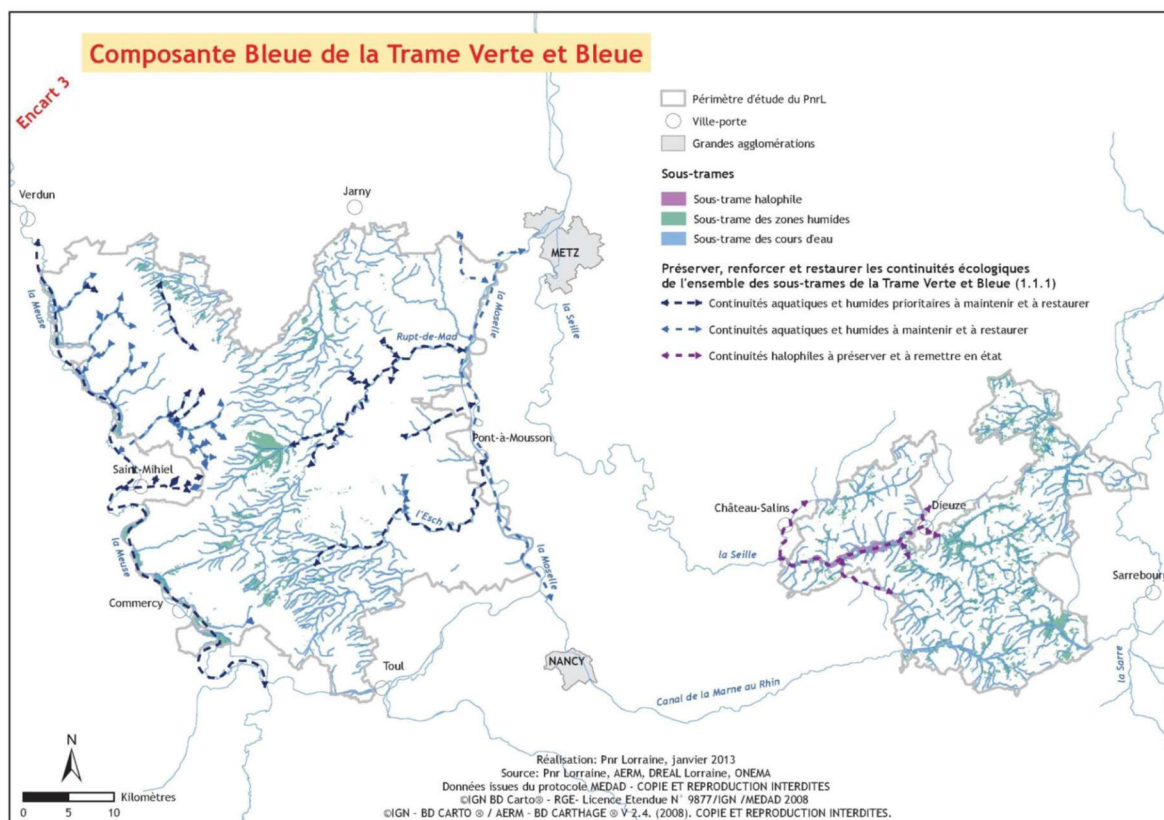 Composante Bleue de la Trame Verte et Bleue
Encart 3
Périmètre d'étude du PnrL
Ville-porte
Grandes agglomérations
Sous-trames
Sous-trame halophile
Sous-trame des zones humides
Sous-trame des cours d'eau
Préserver, renforcer et restaurer les continuités écologiques
de l'ensemble des sous-trames de la Trame Verte et Bleue (1.1.1)
Continuités aquatiques et humides prioritaires à maintenir et à restaurer
Continuités aquatiques et humides à maintenir et à restaurer
Continuités halophiles à préserver et à remettre en état
Verdun
Jarny
METZ
la Meuse
la Moselle
la Seille
Rupt-de-Mad
Pont-à-Mousson
Saint-Mihiel
l'Esch
Château-Salins
Dieuze
la Meuse
la Moselle
la Seille
Sarrebourg
Commercy
Toul
NANCY
Canal de la Marne au Rhin
la Sarre
N
Kilomètres
0 5 10
Réalisation: Pnr Lorraine, janvier 2013
Source: Pnr Lorraine, AERM, DREAL Lorraine, ONEMA
Données issues du protocole MEDAD - COPIE ET REPRODUCTION INTERDITES
©IGN BD Carto® - RGE- Licence Etendue N° 9877/IGN /MEDAD 2008
©IGN - BD CARTO ® / AERM - BD CARTHAGE ® V 2.4. (2008). COPIE ET REPRODUCTION INTERDITES.